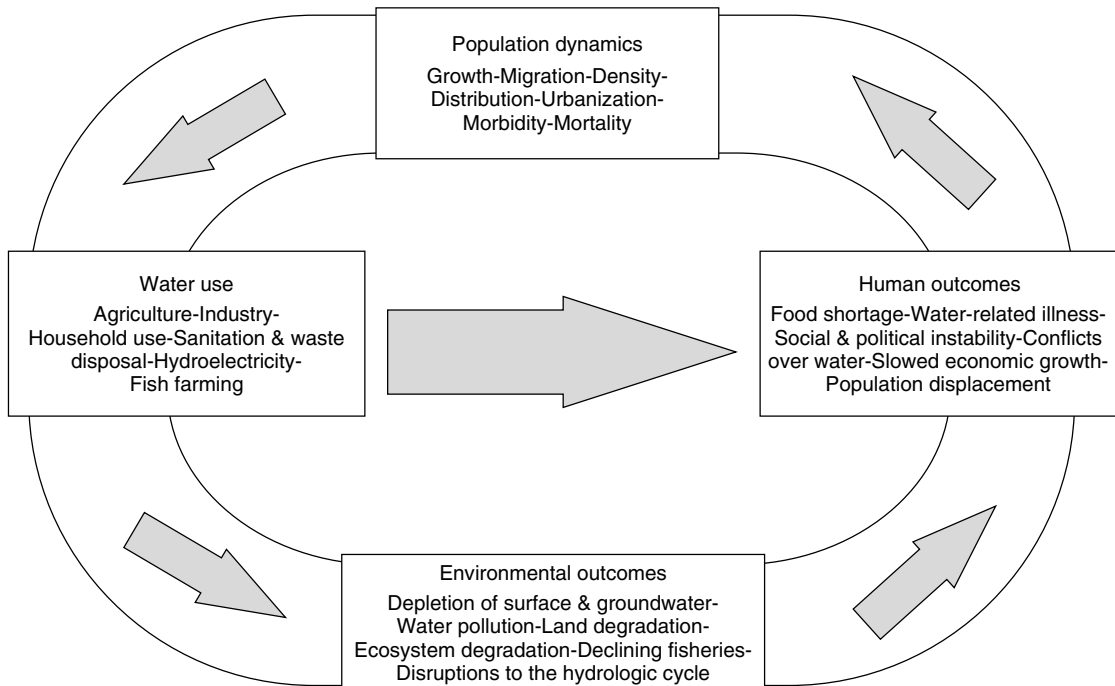 Population dynamics
Growth-Migration-Density-
Distribution-Urbanization-
Morbidity-Mortality
Water use
Agriculture-Industry-
Household use-Sanitation & waste
disposal-Hydroelectricity-
Fish farming
Human outcomes
Food shortage-Water-related illness-
Social & political instability-Conflicts
over water-Slowed economic growth-
Population displacement
Environmental outcomes
Depletion of surface & groundwater-
Water pollution-Land degradation-
Ecosystem degradation-Declining fisheries-
Disruptions to the hydrologic cycle